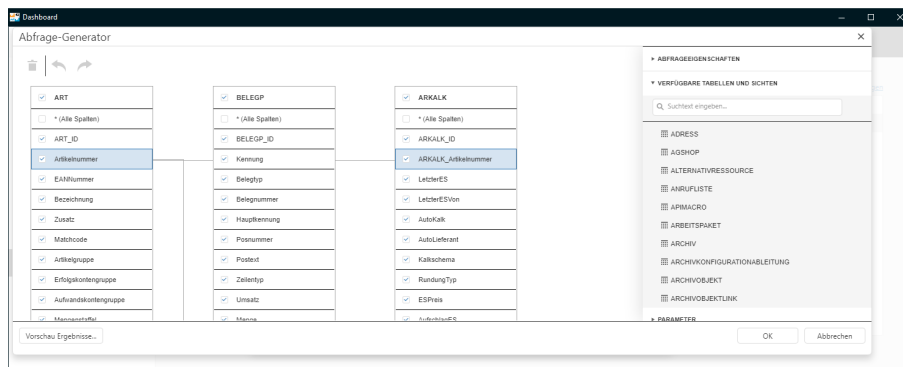 Dashboard
Abfrage-Generator
ART
* (Alle Spalten)
ART_ID
Artikelnummer
EANNummer
Bezeichnung
Zusatz
Matchcode
Artikelgruppe
Erfolgskontengruppe
Aufwandskontengruppe
Mengenstaffel
BELEGP
* (Alle Spalten)
BELEGP_ID
Kennung
Belegtyp
Belegnummer
Hauptkennung
Posnummer
Postext
Zeilentyp
Umsatz
Menge
ARKALK
* (Alle Spalten)
ARKALK_ID
ARKALK_Artikelnummer
LetzterES
LetzterESVon
AutoKalk
AutoLieferant
Kalkschema
RundungTyp
ESPreis
AufschlagES
ABFRAGEEIGENSCHAFTEN
VERFÜGBARE TABELLEN UND SICHTEN
Suchtext eingeben...
ADRESS
AGSHOP
ALTERNATIVRESSOURCE
ANRUFLISTE
APIMACRO
ARBEITSPAKET
ARCHIV
ARCHIVKONFIGURATIONABLEITUNG
ARCHIVOBJEKT
ARCHIVOBJEKTLINK
PARAMETER
Vorschau Ergebnisse...
OK
Abbrechen